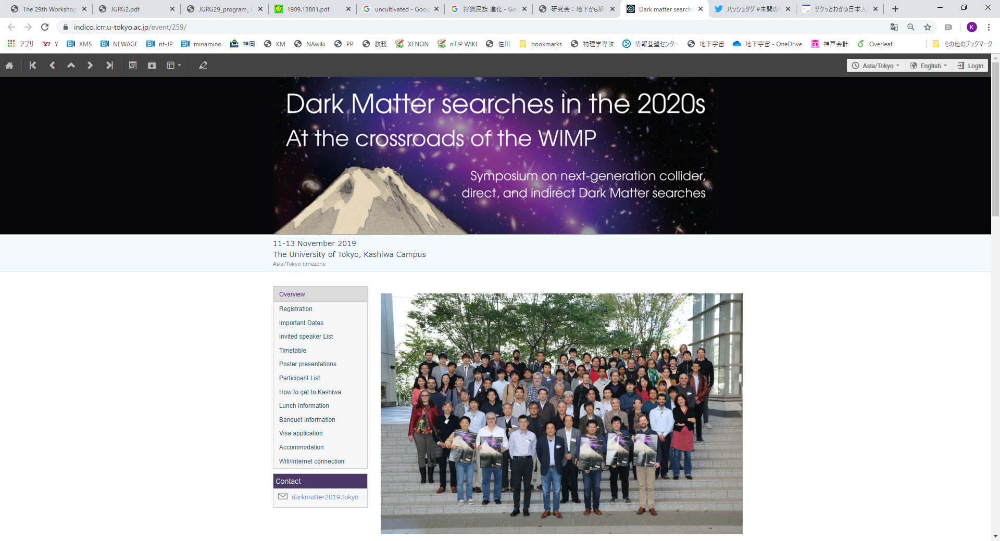 The 29th Workshop
JGRG2.pdf
JGRG29_program_1
1909.13881.pdf
uncultivated - Goog
狩猟民族 進化 - Go
研究会：地下から解
Dark matter searche
ハッシュタグ #未開の
サクッとわかる日本人
indico.icrr.u-tokyo.ac.jp/event/259/
K
アプリ
Y
XMS
NEWAGE
nt-JP
minamino
神岡
KM
NAwiki
PP
教務
XENON
nTJP WIKI
佐川
bookmarks
物理学専攻
情報基盤センター
地下宇宙
地下宇宙 - OneDrive
神戸会計
Overleaf
その他のブックマーク
Asia/Tokyo
English
Login
Dark Matter searches in the 2020s
At the crossroads of the WIMP
Symposium on next-generation collider,
direct, and indirect Dark Matter searches
11-13 November 2019
The University of Tokyo, Kashiwa Campus
Asia/Tokyo timezone
Overview
Registration
Important Dates
Invited speaker List
Timetable
Poster presentations
Participant List
How to get to Kashiwa
Lunch Information
Banquet Information
Visa application
Accommodation
Wifi/Internet connection
Contact
darkmatter2019.tokyo…